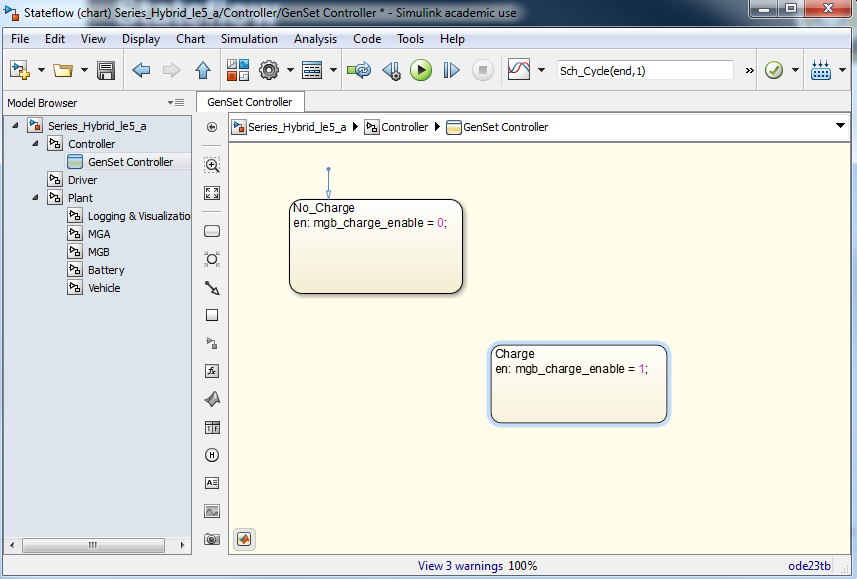 Stateflow (chart) Series_Hybrid_le5_a/Controller/GenSet Controller * - Simulink academic use
File Edit View Display Chart Simulation Analysis Code Tools Help
Sch_Cycle(end,1) »
Model Browser
GenSet Controller
Series_Hybrid_le5_a
Controller
GenSet Controller
Driver
Plant
Logging & Visualizatio
MGA
MGB
Battery
Vehicle
Series_Hybrid_le5_a Controller GenSet Controller
No_Charge
en: mgb_charge_enable = 0;
Charge
en: mgb_charge_enable = 1;
View 3 warnings 100% ode23tb